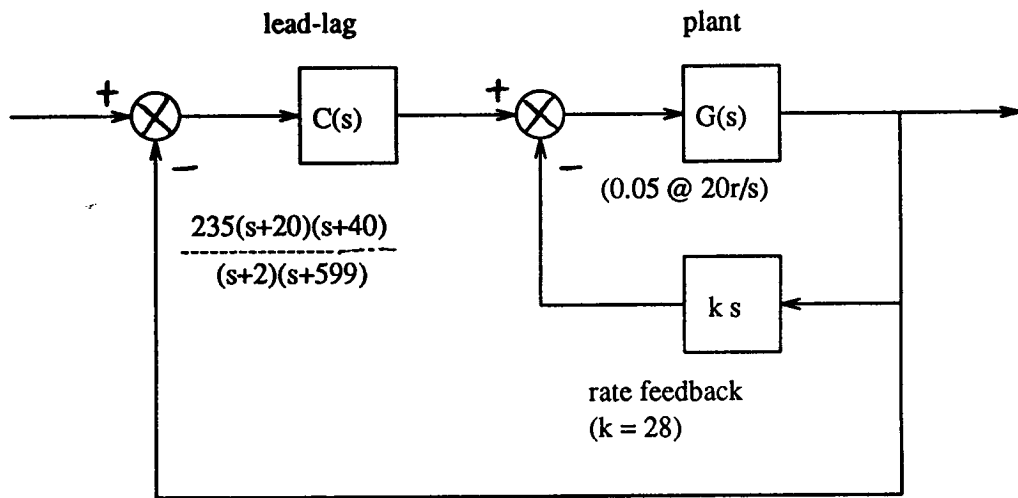 lead-lag
plant
+
C(s)
+
G(s)
−
−
(0.05 @ 20r/s)
235(s+20)(s+40)
(s+2)(s+599)
k s
rate feedback
(k = 28)